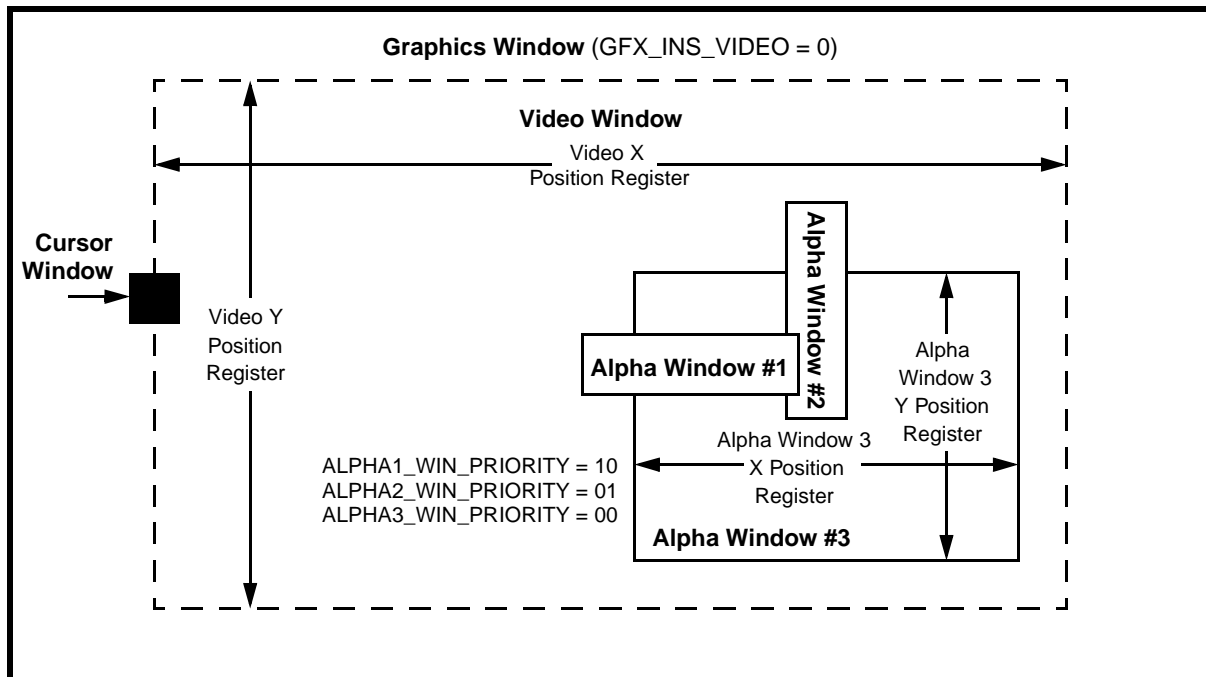 Graphics Window (GFX_INS_VIDEO = 0)
Video Window
Video X
Position Register
Cursor
Window
Video Y
Position
Register
Alpha Window #2
Alpha Window #1
Alpha
Window 3
Y Position
Register
Alpha Window 3
X Position
Register
ALPHA1_WIN_PRIORITY = 10
ALPHA2_WIN_PRIORITY = 01
ALPHA3_WIN_PRIORITY = 00
Alpha Window #3